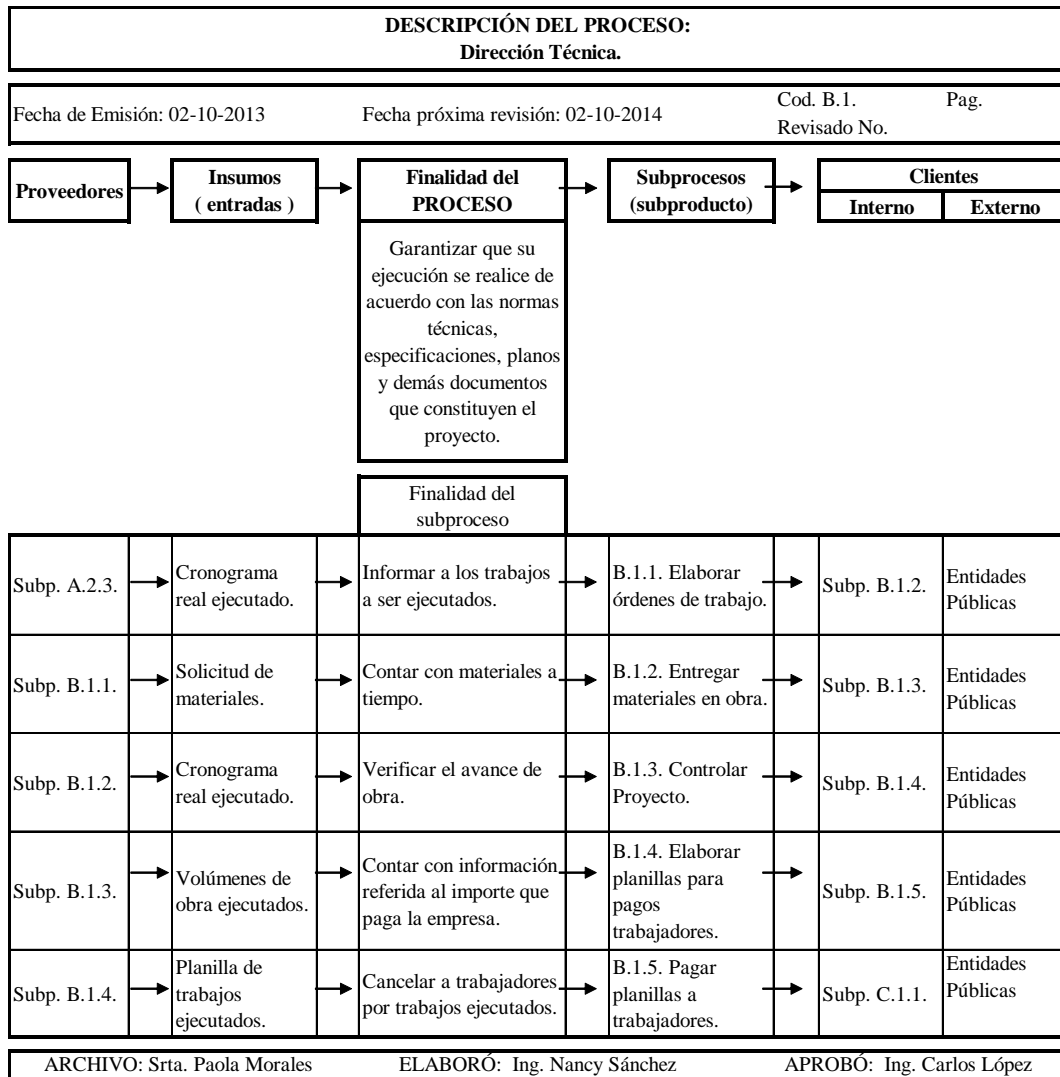 DESCRIPCIÓN DEL PROCESO:
Dirección Técnica.
Fecha de Emisión: 02-10-2013
Fecha próxima revisión: 02-10-2014
Cod. B.1.
Pag.
Revisado No.
Proveedores
Insumos
( entradas )
Finalidad del
PROCESO
Subprocesos
(subproducto)
Clientes
Interno
Externo
Garantizar que su
ejecución se realice de
acuerdo con las normas
técnicas,
especificaciones, planos
y demás documentos
que constituyen el
proyecto.
Finalidad del
subproceso
Subp. A.2.3.
Cronograma
real ejecutado.
Informar a los trabajos
a ser ejecutados.
B.1.1. Elaborar
órdenes de trabajo.
Subp. B.1.2.
Entidades
Públicas
Subp. B.1.1.
Solicitud de
materiales.
Contar con materiales a
tiempo.
B.1.2. Entregar
materiales en obra.
Subp. B.1.3.
Entidades
Públicas
Subp. B.1.2.
Cronograma
real ejecutado.
Verificar el avance de
obra.
B.1.3. Controlar
Proyecto.
Subp. B.1.4.
Entidades
Públicas
Subp. B.1.3.
Volúmenes de
obra ejecutados.
Contar con información
referida al importe que
paga la empresa.
B.1.4. Elaborar
planillas para
pagos
trabajadores.
Subp. B.1.5.
Entidades
Públicas
Subp. B.1.4.
Planilla de
trabajos
ejecutados.
Cancelar a trabajadores
por trabajos ejecutados.
B.1.5. Pagar
planillas a
trabajadores.
Subp. C.1.1.
Entidades
Públicas
ARCHIVO: Srta. Paola Morales
ELABORÓ: Ing. Nancy Sánchez
APROBÓ: Ing. Carlos López